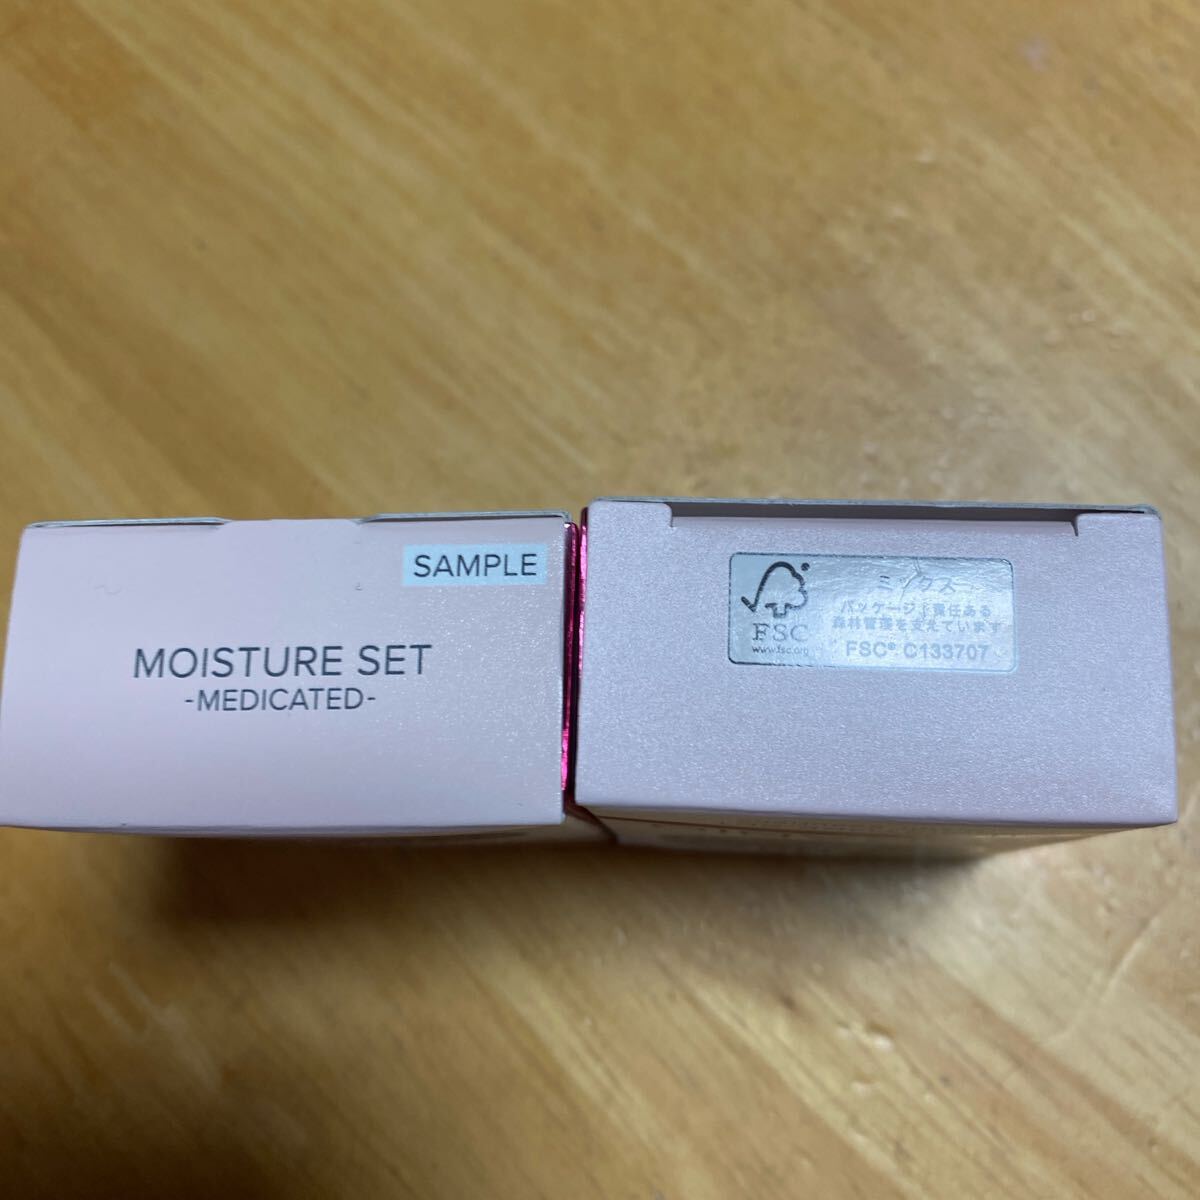 SAMPLE
MOISTURE SET
-MEDICATED-
FSC
www.fsc.org
ミックス
パッケージ｜責任ある
森林管理を支えています
FSC® C133707